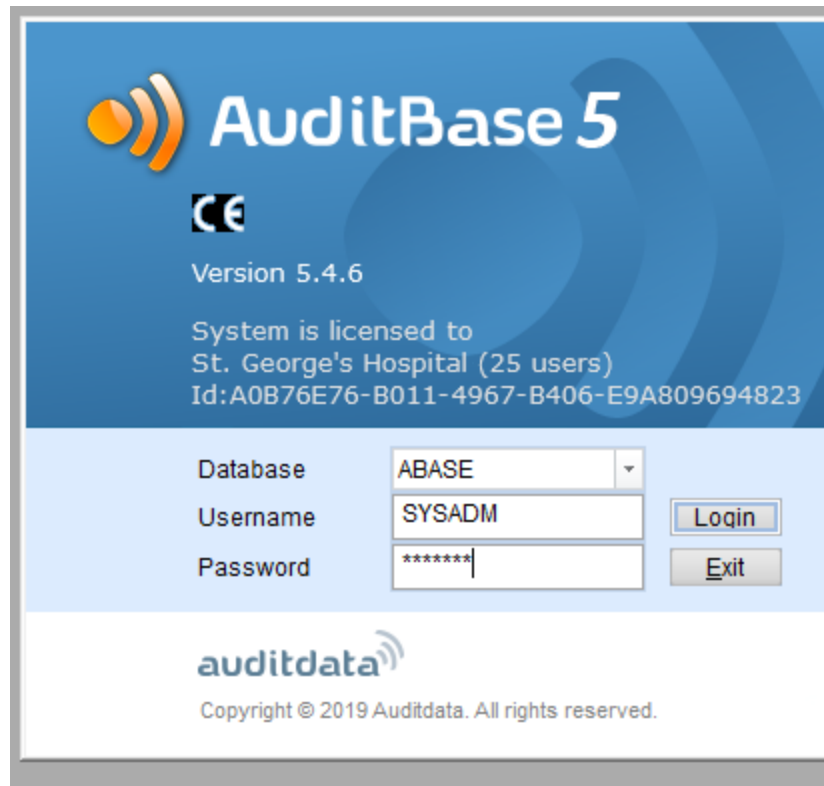 AuditBase 5
CE
Version 5.4.6
System is licensed to
St. George's Hospital (25 users)
Id:A0B76E76-B011-4967-B406-E9A809694823
Database ABASE
Username SYSADM Login
Password ******* Exit
auditdata
Copyright © 2019 Auditdata. All rights reserved.